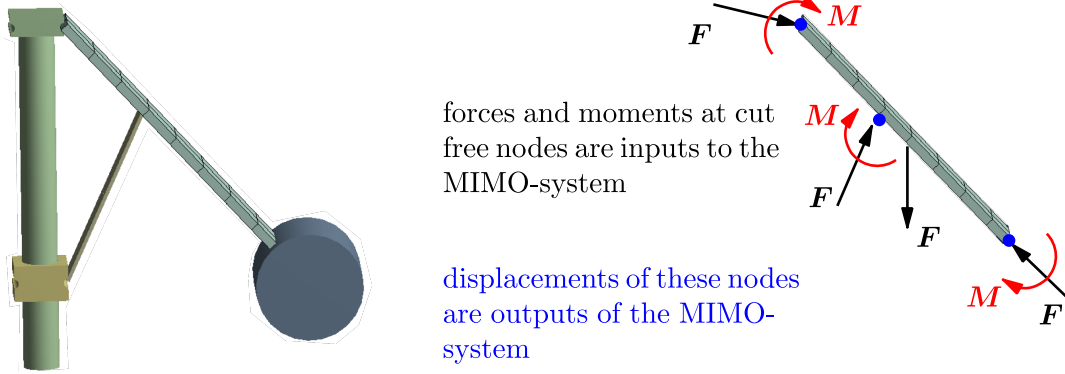 M
F
forces and moments at cut
free nodes are inputs to the
MIMO-system
M
F
F
displacements of these nodes
are outputs of the MIMO-
system
M
F